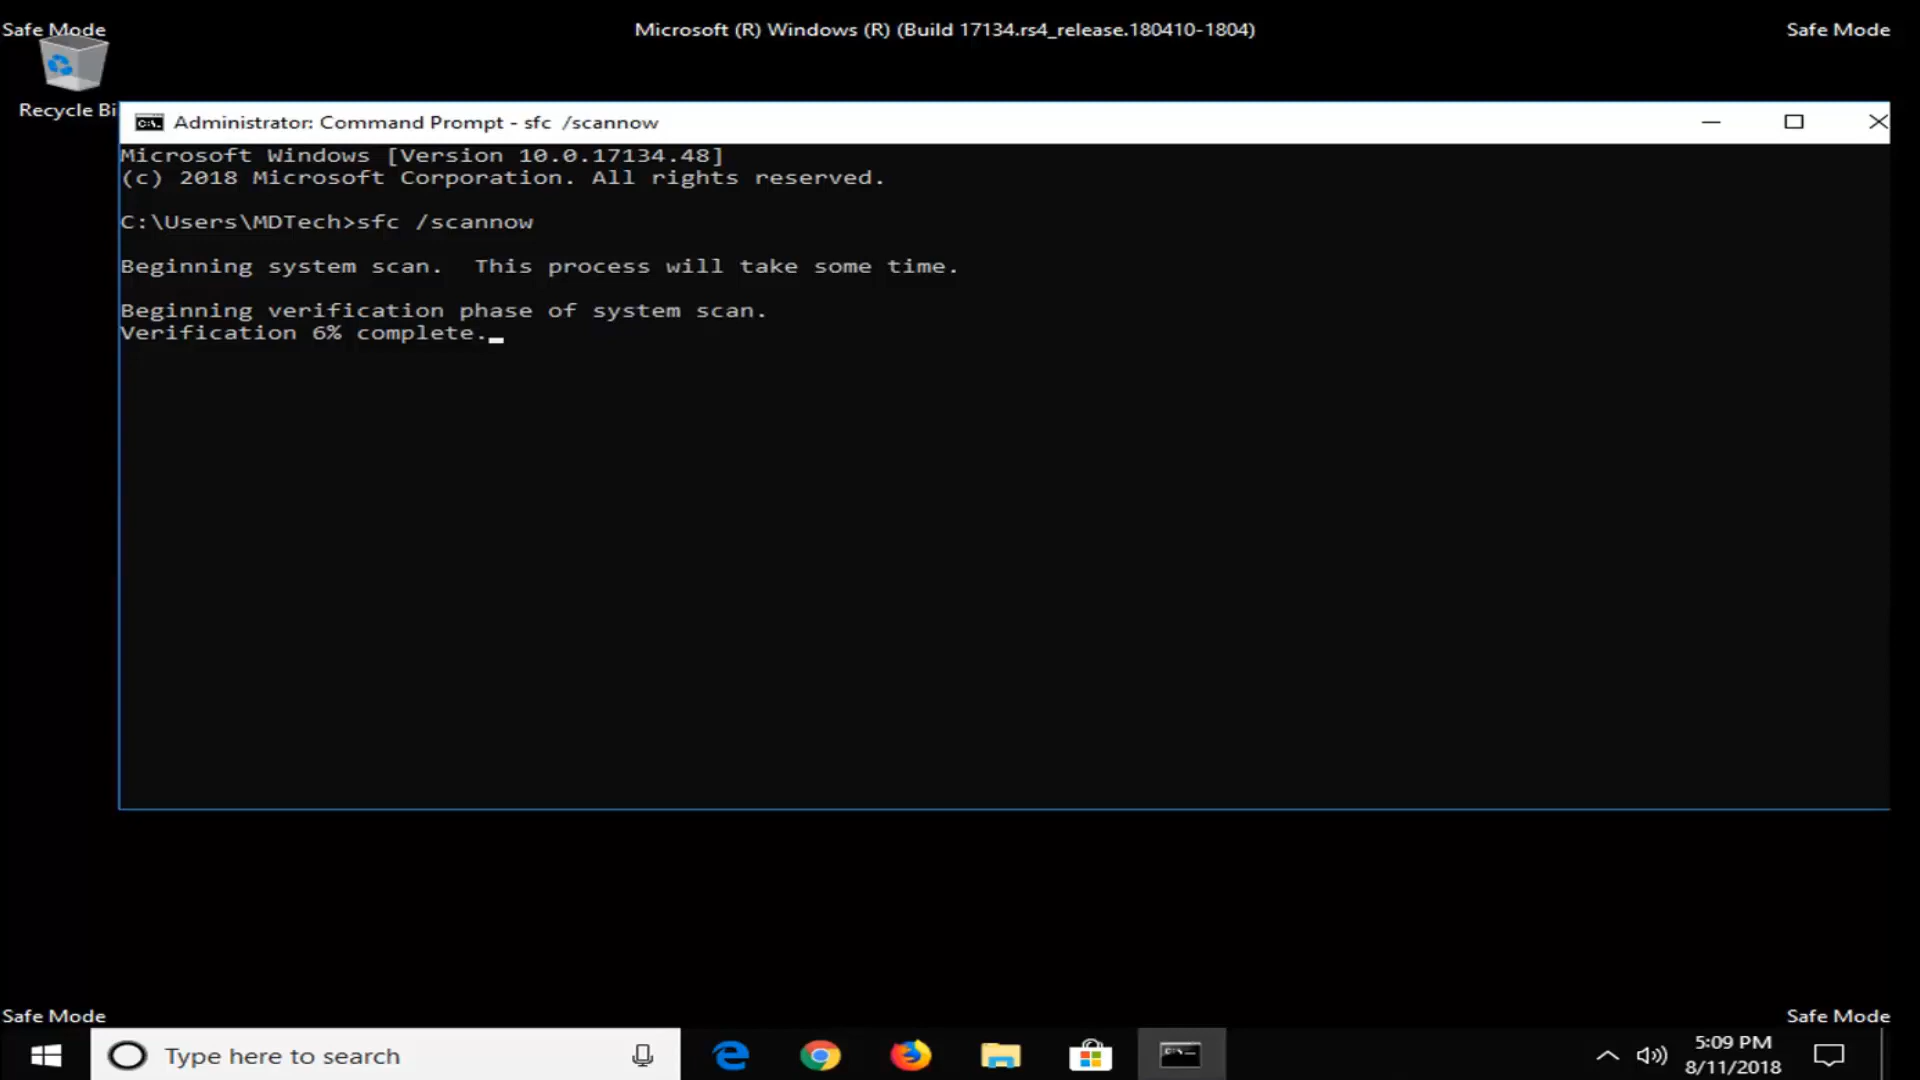 Safe Mode
Microsoft (R) Windows (R) (Build 17134.rs4_release.180410-1804)
Safe Mode
Recycle Bi
Administrator: Command Prompt - sfc  /scannow
Microsoft Windows [Version 10.0.17134.48]
(c) 2018 Microsoft Corporation. All rights reserved.
C:\Users\MDTech>sfc /scannow
Beginning system scan.  This process will take some time.
Beginning verification phase of system scan.
Verification 6% complete.
Safe Mode
Safe Mode
Type here to search
5:09 PM
8/11/2018